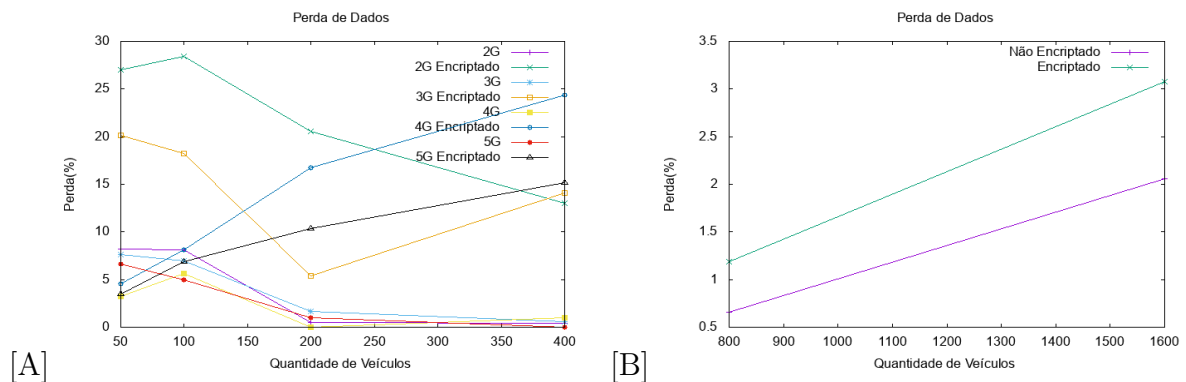 Perda de Dados
30
25
20
15
10
5
0
Perda(%)
2G
2G Encriptado
3G
3G Encriptado
4G
4G Encriptado
5G
5G Encriptado
50 100 150 200 250 300 350 400
Quantidade de Veículos
[A]
Perda de Dados
3.5
3
2.5
2
1.5
1
0.5
Perda(%)
Não Encriptado
Encriptado
800 900 1000 1100 1200 1300 1400 1500 1600
Quantidade de Veículos
[B]